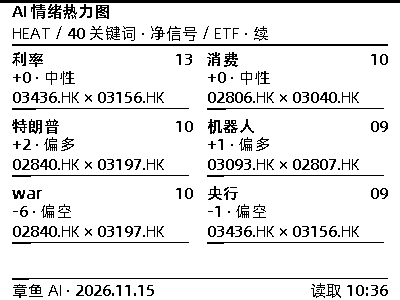 AI 情绪热力图
HEAT / 40 关键词 · 净信号 / ETF · 续
利率 13
+0 · 中性
03436.HK × 03156.HK
消费 10
+0 · 中性
02806.HK × 03040.HK
特朗普 10
+2 · 偏多
02840.HK × 03197.HK
机器人 09
+1 · 偏多
03093.HK × 02807.HK
war 10
-6 · 偏空
02840.HK × 03197.HK
央行 09
-1 · 偏空
03436.HK × 03156.HK
章鱼 AI · 2026.11.15 读取 10:36